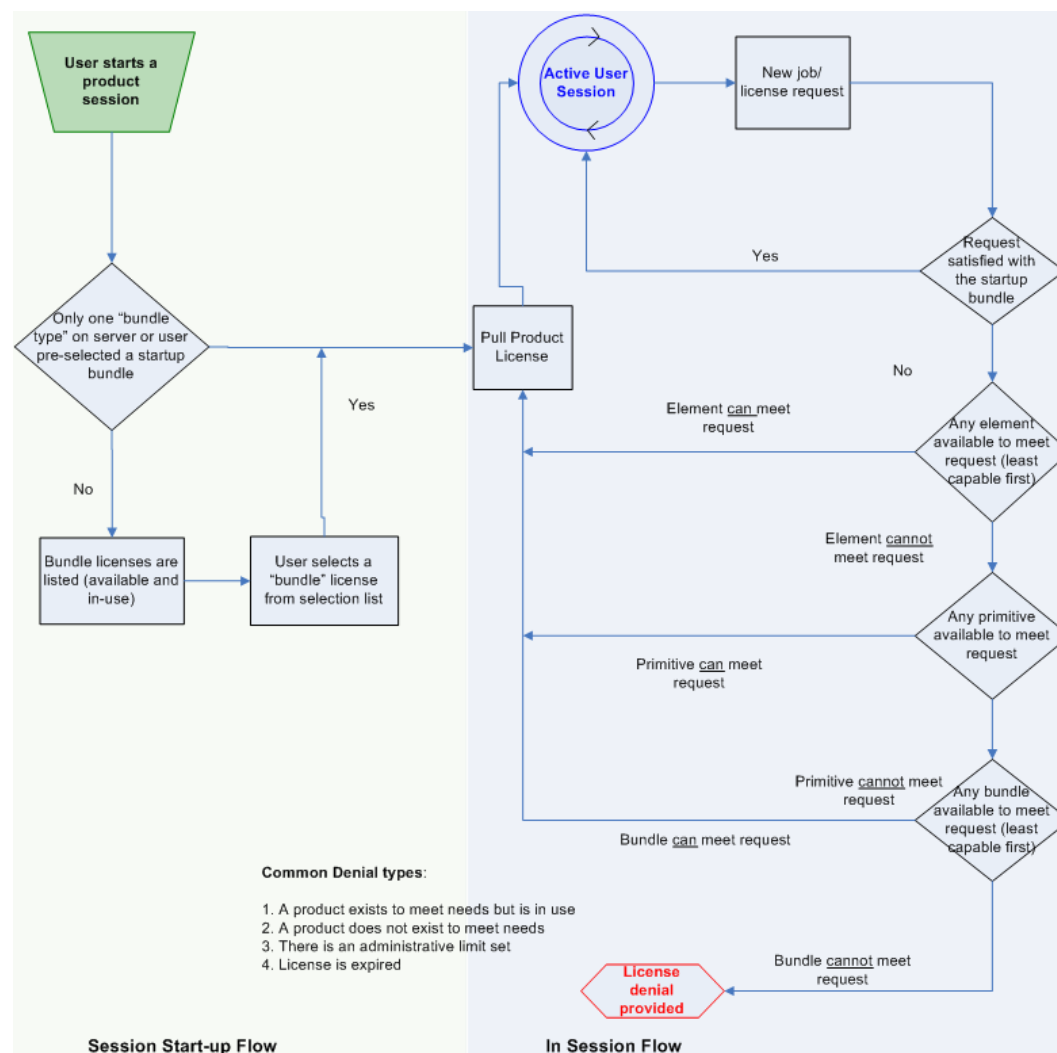 User starts a
product
session
Active User
Session
New job/
license request
Request
satisfied with
the startup
bundle
Yes
Only one “bundle
type” on server or user
pre-selected a startup
bundle
Pull Product
License
No
Yes
Element can meet
request
Any element
available to meet
request (least
capable first)
No
Bundle licenses are
listed (available and
in-use)
User selects a
“bundle” license
from selection list
Element cannot
meet request
Any primitive
available to meet
request
Primitive can meet
request
Primitive cannot meet
request
Any bundle
available to meet
request (least
capable first)
Bundle can meet request
Common Denial types:
1. A product exists to meet needs but is in use
2. A product does not exist to meet needs
3. There is an administrative limit set
4. License is expired
Bundle cannot meet
request
License
denial
provided
Session Start-up Flow
In Session Flow